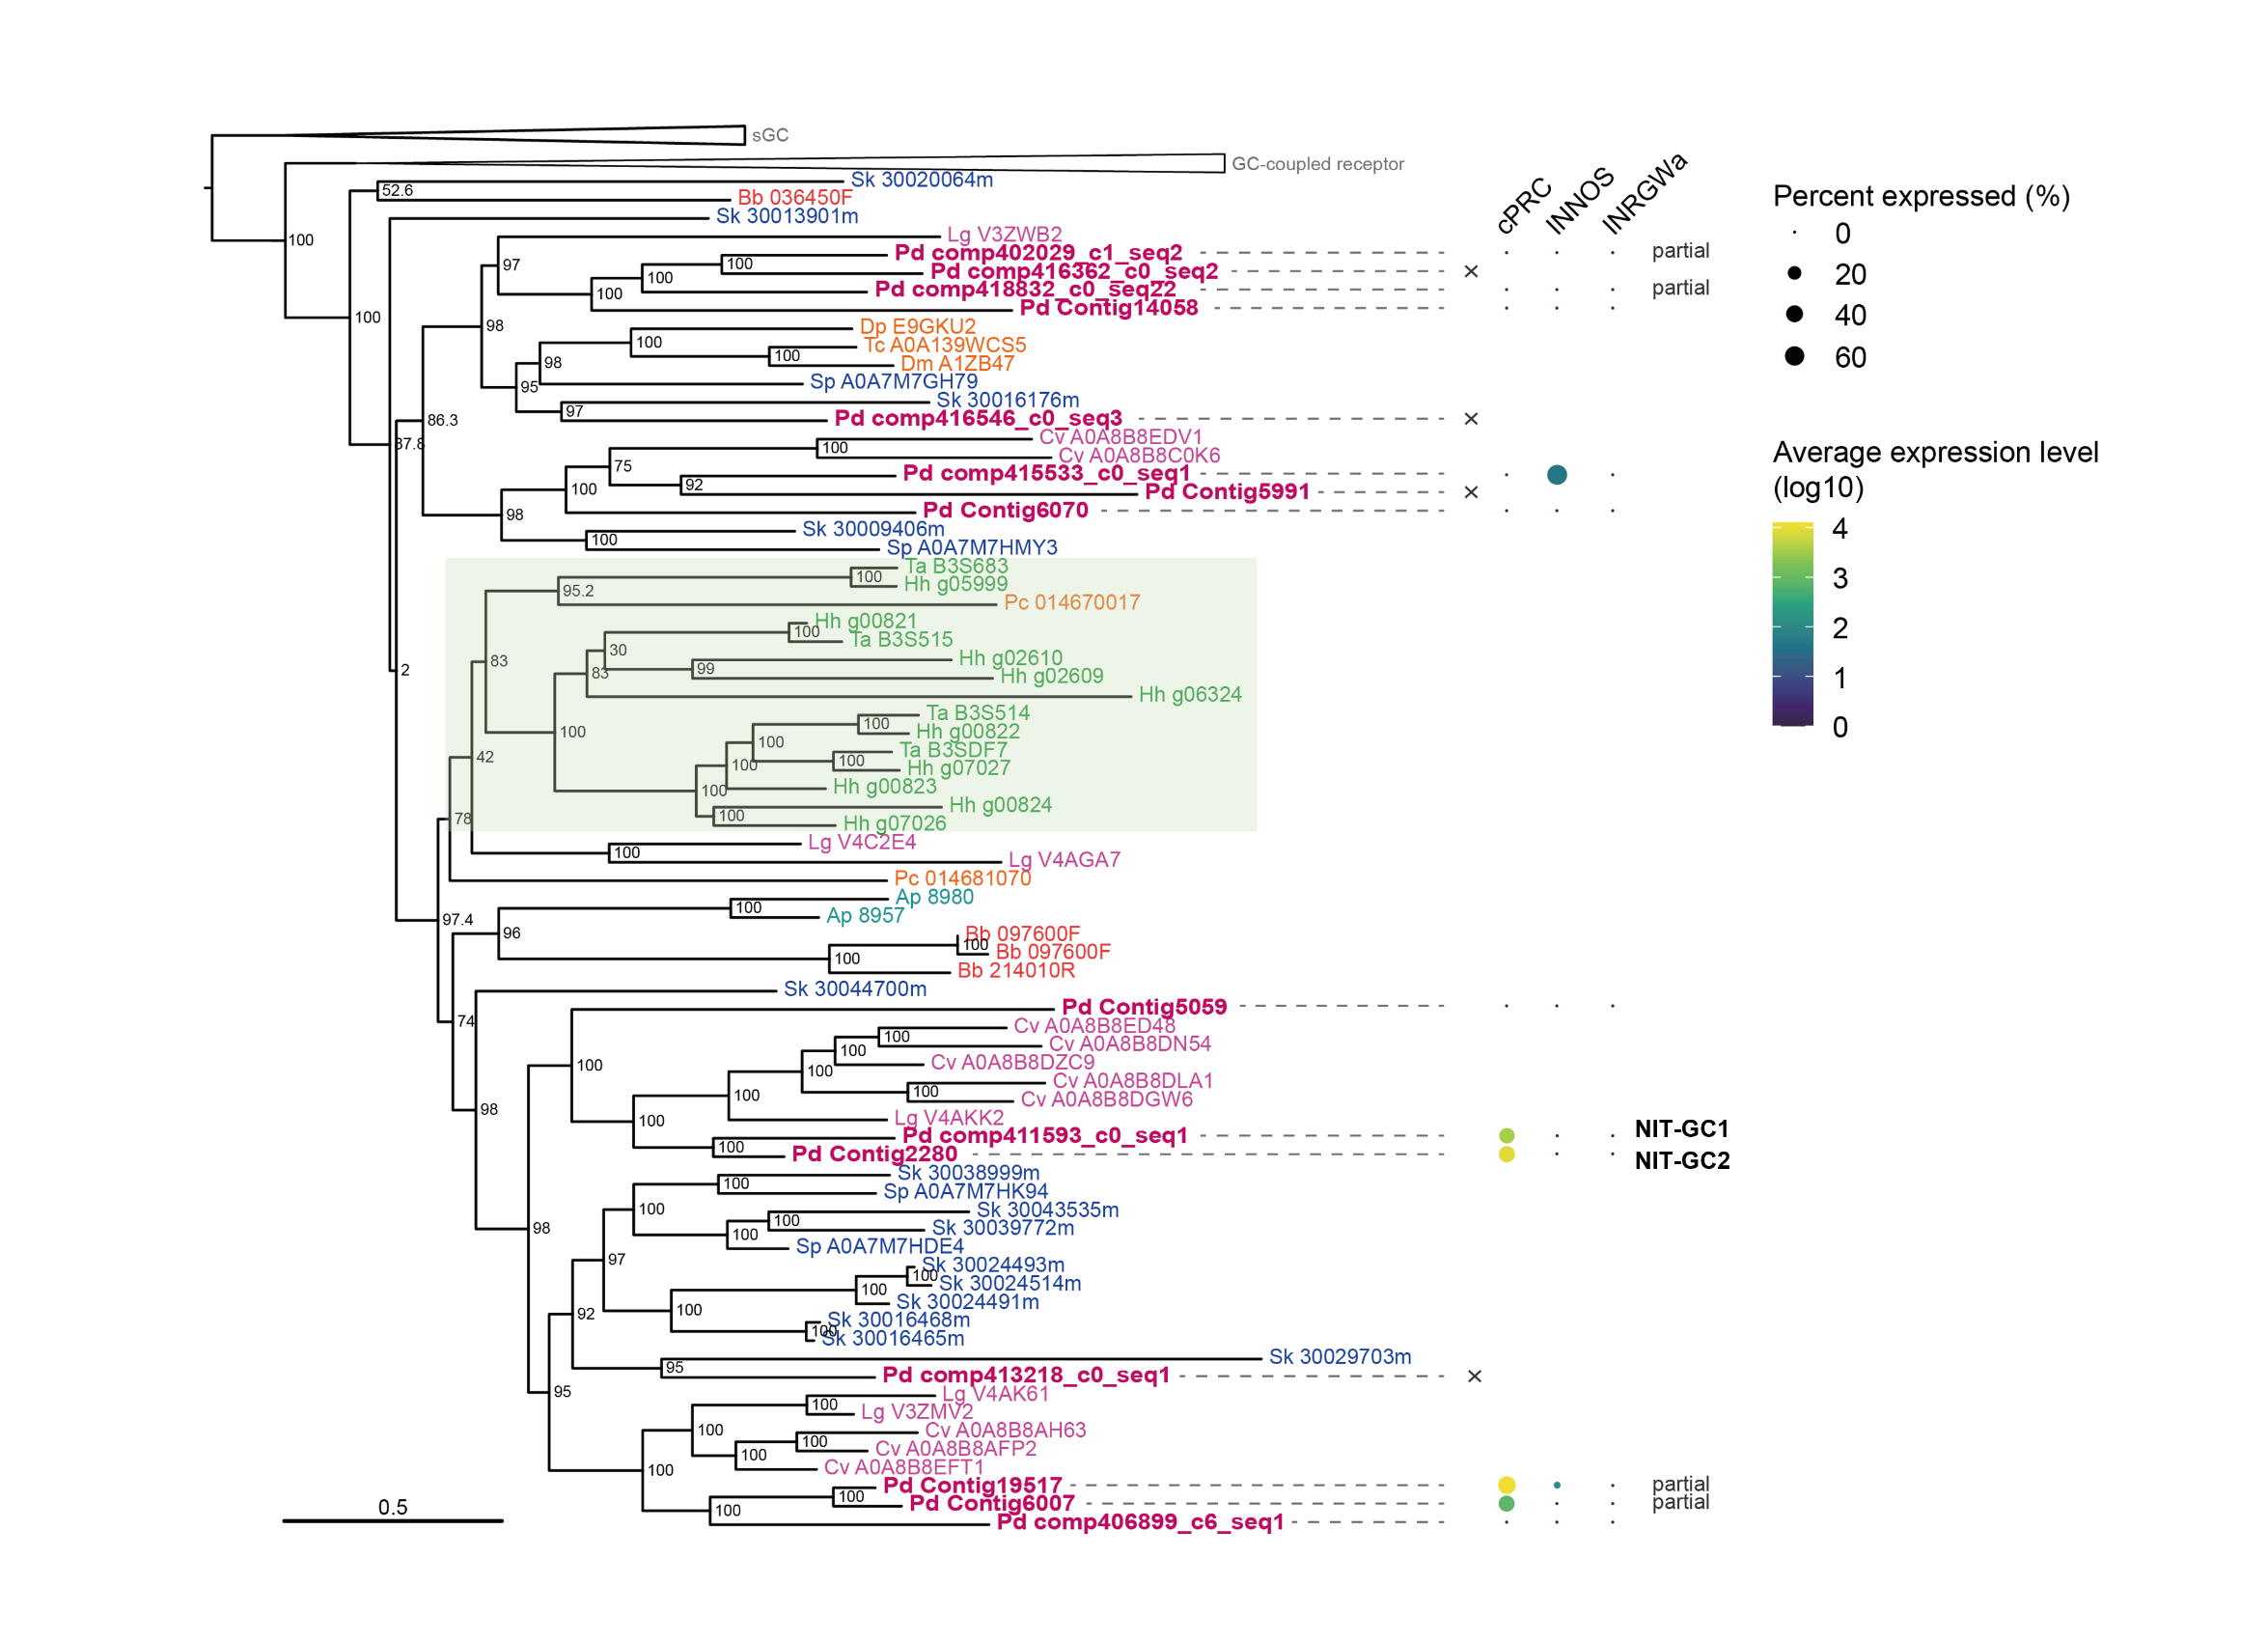 sGC
GC-coupled receptor
cPRC
INNOS
INRGWa
Sk 30020064m
52.6
Bb 036450F
Sk 30013901m
100
Lg V3ZWB2
Pd comp402029_c1_seq2
partial
97
100
Pd comp416362_c0_seq2
×
100
Pd comp418832_c0_seq22
partial
100
Pd Contig14058
100
98
Dp E9GKU2
100
Tc A0A139WCS5
100
Dm A1ZB47
98
Sp A0A7M7GH79
95
Sk 30016176m
97
Pd comp416546_c0_seq3
×
86.3
Cv A0A8B8EDV1
37.8
100
Cv A0A8B8C0K6
75
Pd comp415533_c0_seq1
92
Pd Contig5991
×
100
Pd Contig6070
98
Sk 30009406m
100
Sp A0A7M7HMY3
Ta B3S683
100
Hh g05999
95.2
Pc 014670017
Hh g00821
100
Ta B3S515
30
Hh g02610
83
99
Hh g02609
83
2
Hh g06324
Ta B3S514
100
Hh g00822
100
100
Ta B3SDF7
100
42
100
Hh g07027
Hh g00823
100
Hh g00824
78
100
Hh g07026
Lg V4C2E4
100
Lg V4AGA7
Pc 014681070
Ap 8980
100
Ap 8957
97.4
96
Bb 097600F
100
Bb 097600F
100
Bb 214010R
Sk 30044700m
Pd Contig5059
74
Cv A0A8B8ED48
100
Cv A0A8B8DN54
100
Cv A0A8B8DZC9
100
100
Cv A0A8B8DLA1
100
Cv A0A8B8DGW6
100
98
Lg V4AKK2
100
Pd comp411593_c0_seq1
NIT-GC1
100
Pd Contig2280
NIT-GC2
Sk 30038999m
100
Sp A0A7M7HK94
100
Sk 30043535m
100
Sk 30039772m
98
100
Sp A0A7M7HDE4
97
Sk 30024493m
100
Sk 30024514m
100
Sk 30024491m
100
92
Sk 30016468m
100
Sk 30016465m
Sk 30029703m
95
Pd comp413218_c0_seq1
×
95
Lg V4AK61
100
Lg V3ZMV2
100
Cv A0A8B8AH63
100
Cv A0A8B8AFP2
100
Cv A0A8B8EFT1
100
Pd Contig19517
partial
100
Pd Contig6007
partial
100
Pd comp406899_c6_seq1
0.5
Percent expressed (%)
0
20
40
60
Average expression level
(log10)
4
3
2
1
0